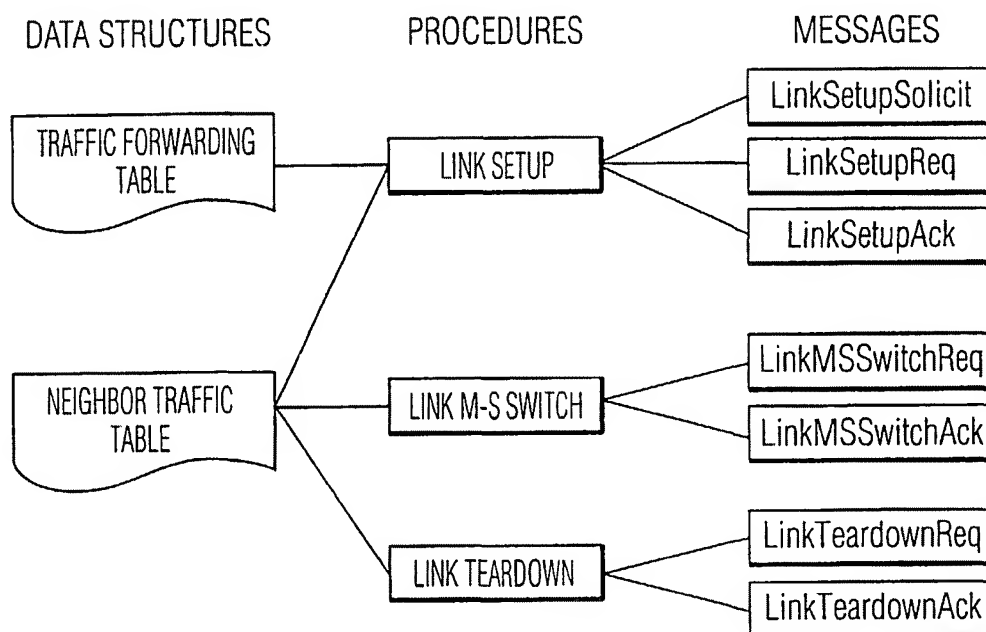 DATA STRUCTURES
PROCEDURES
MESSAGES
TRAFFIC FORWARDING
TABLE
LINK SETUP
LinkSetupSolicit
LinkSetupReq
LinkSetupAck
NEIGHBOR TRAFFIC
TABLE
LINK M-S SWITCH
LinkMSSwitchReq
LinkMSSwitchAck
LINK TEARDOWN
LinkTeardownReq
LinkTeardownAck